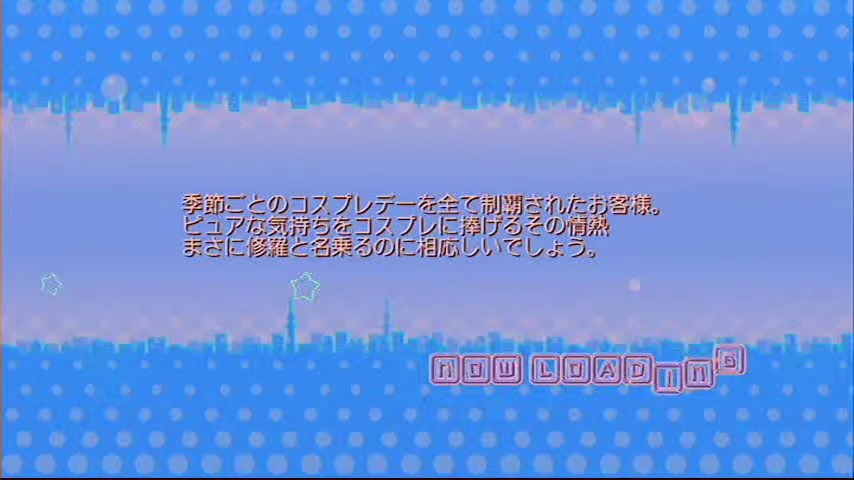 季節ごとのコスプレデーを全て制覇されたお客様。
ピュアな気持ちをコスプレに捧げるその情熱
まさに修羅と名乗るのに相応しいでしょう。
NOW LOADING